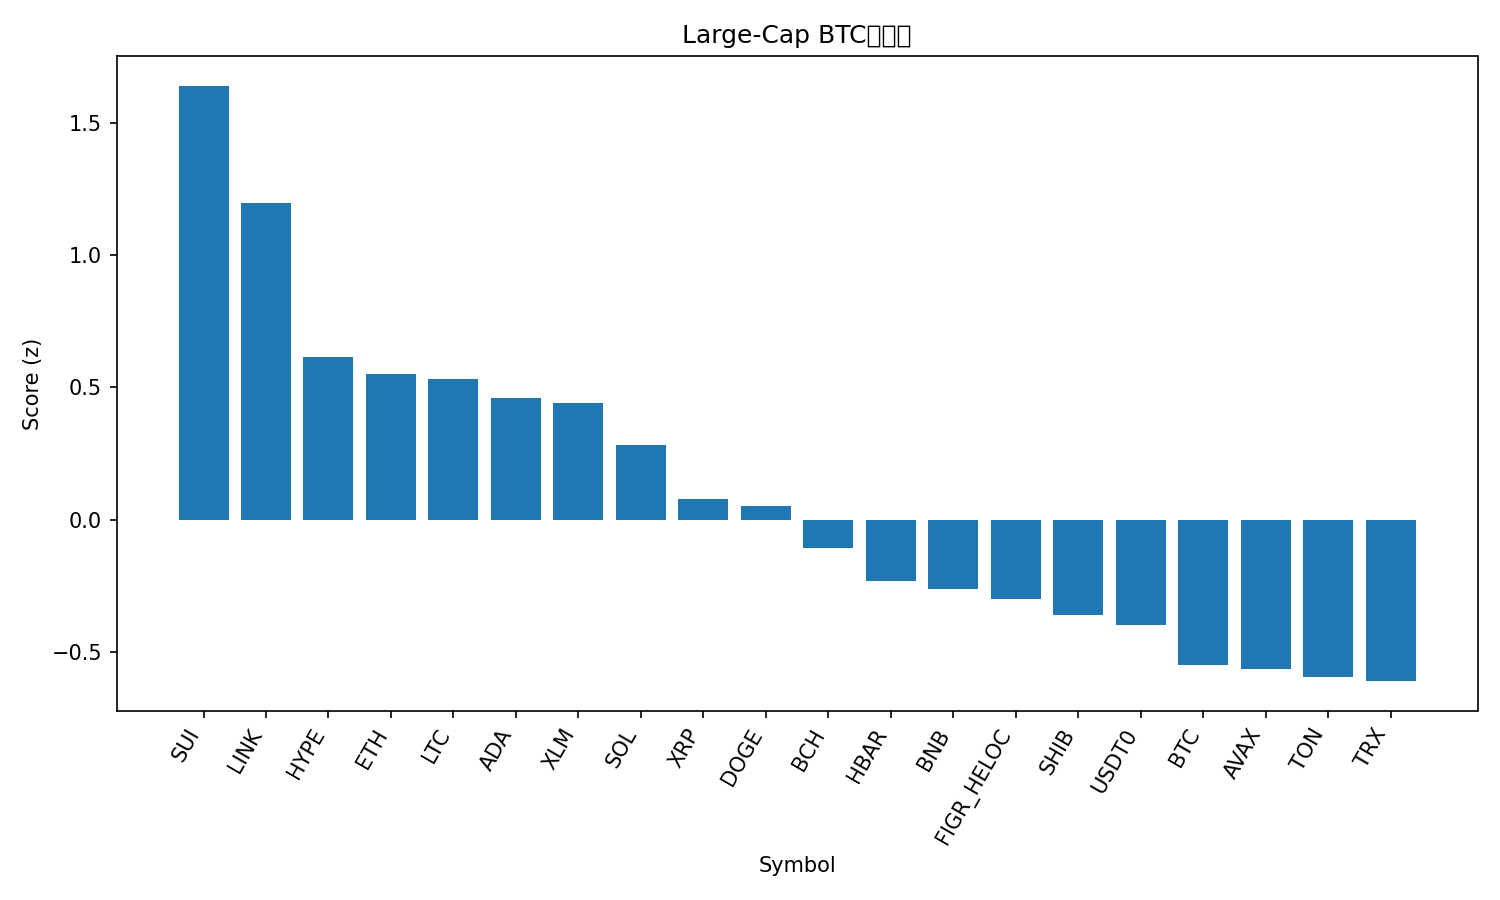 Large-Cap BTC
1.5
1.0
0.5
0.0
−0.5
Score (z)
SUI
LINK
HYPE
ETH
LTC
ADA
XLM
SOL
XRP
DOGE
BCH
HBAR
BNB
FIGR_HELOC
SHIB
USDT0
BTC
AVAX
TON
TRX
Symbol